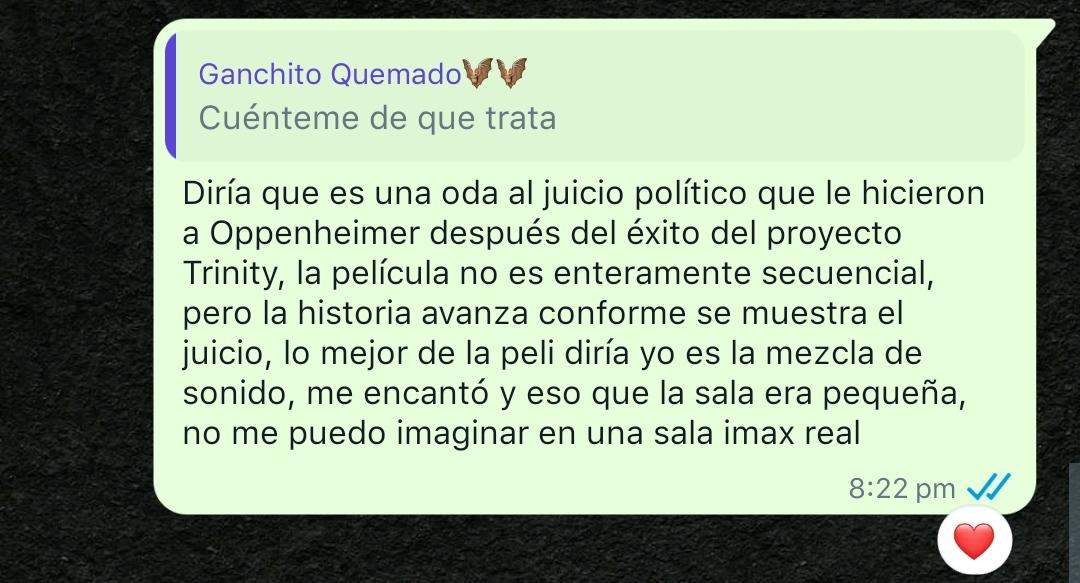 Ganchito Quemado🦇🦇
Cuénteme de que trata
Diría que es una oda al juicio político que le hicieron
a Oppenheimer después del éxito del proyecto
Trinity, la película no es enteramente secuencial,
pero la historia avanza conforme se muestra el
juicio, lo mejor de la peli diría yo es la mezcla de
sonido, me encantó y eso que la sala era pequeña,
no me puedo imaginar en una sala imax real
8:22 pm